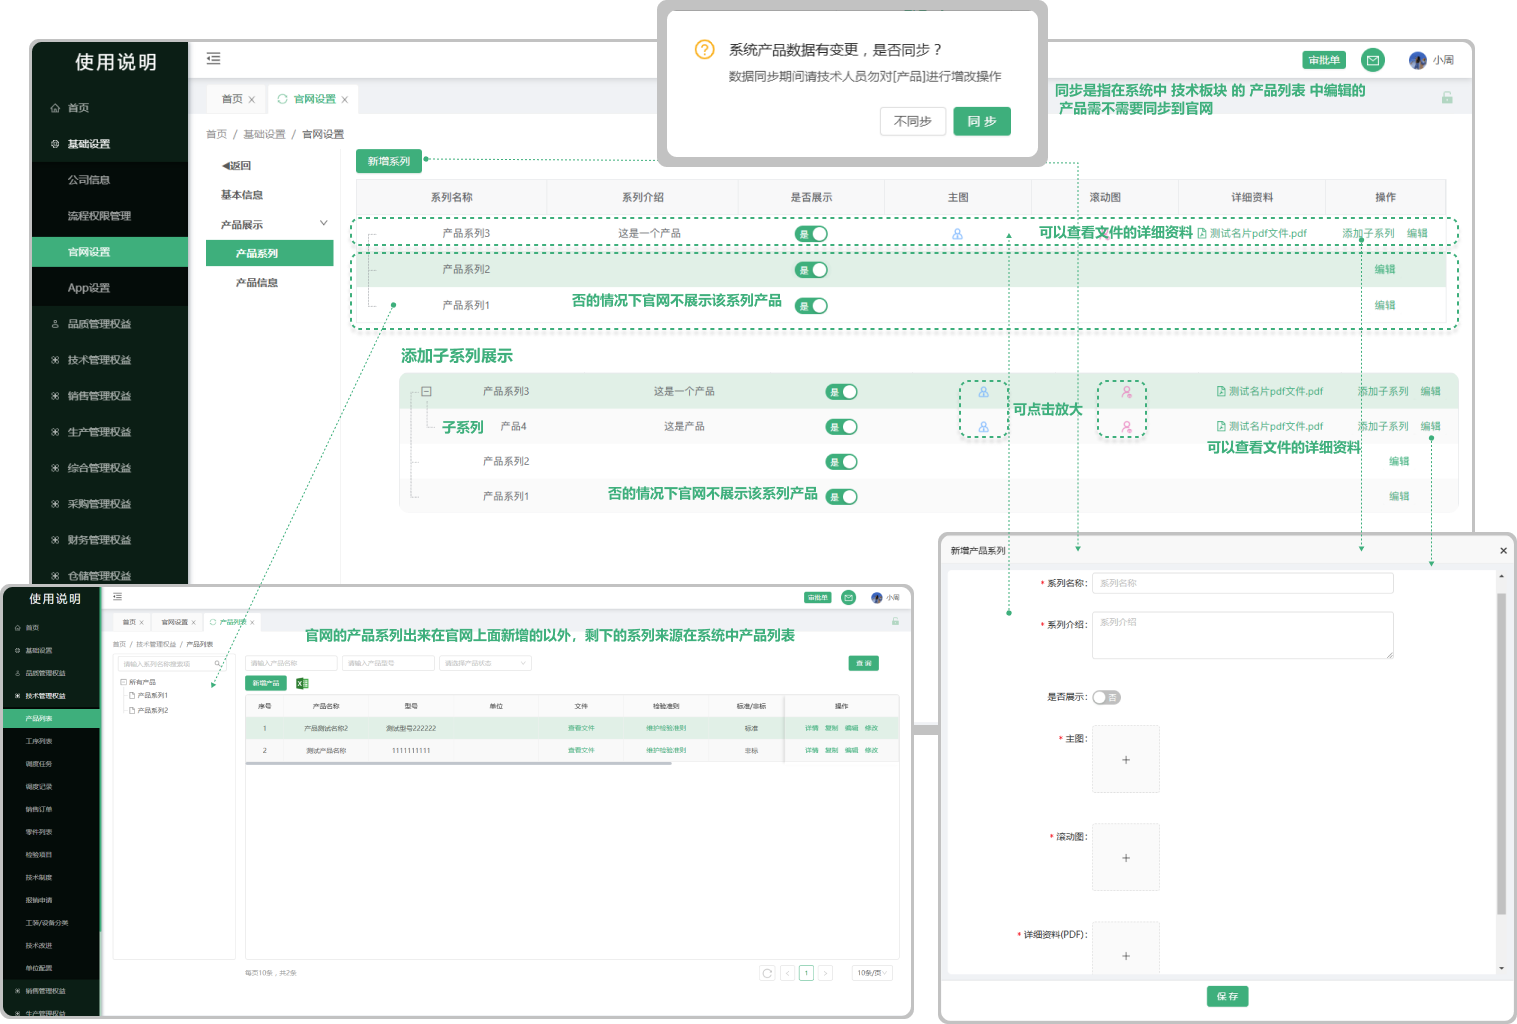 使用说明
首页
基础设置
公司信息
流程权限管理
官网设置
App设置
品质管理权益
技术管理权益
销售管理权益
生产管理权益
综合管理权益
采购管理权益
财务管理权益
仓储管理权益
系统产品数据有变更，是否同步？
数据同步期间请技术人员勿对[产品]进行增改操作
不同步 同 步
审批单 小周
同步是指在系统中 技术板块 的 产品列表 中编辑的
产品需不需要同步到官网
首页 × 官网设置 ×
首页 / 基础设置 / 官网设置
◀返回
基本信息
产品展示
产品系列
产品信息
新增系列
系列名称 系列介绍 是否展示 主图 滚动图 详细资料 操作
产品系列3 这是一个产品 是 可以查看文件的详细资料 测试名片pdf文件.pdf 添加子系列 编辑
产品系列2 是 编辑
产品系列1 否的情况下官网不展示该系列产品 是 编辑
添加子系列展示
产品系列3 这是一个产品 是 测试名片pdf文件.pdf 添加子系列 编辑
可点击放大
子系列 产品4 这是产品 是 测试名片pdf文件.pdf 添加子系列 编辑
可以查看文件的详细资料
产品系列2 是 编辑
产品系列1 否的情况下官网不展示该系列产品 是 编辑
使用说明
首页
基础设置
品质管理权益
技术管理权益
产品列表
工序列表
调度任务
调度记录
销售订单
零件列表
检验项目
技术制度
报销申请
工装/设备分类
技术改进
单位配置
销售管理权益
生产管理权益
审批单 小周
首页 × 官网设置 × 产品列表 ×
官网的产品系列出来在官网上面新增的以外，剩下的系列来源在系统中产品列表
首页 / 技术管理权益 / 产品列表
所有产品
产品系列1
产品系列2
请输入产品名称 请输入产品型号 请选择产品状态 查 询
新增产品
序号 产品名称 型号 单位 文件 检验准则 标准/非标 操作
1 产品测试名称2 测试型号222222 查看文件 维护检验准则 标准 详情 复制 编辑 修改
2 测试产品名称 1111111111 查看文件 维护检验准则 非标 详情 复制 编辑 修改
每页10条，共2条 1 10条/页
新增产品系列 ×
* 系列名称： 系列名称
* 系列介绍： 系列介绍
是否展示： 否
* 主图： +
* 滚动图： +
* 详细资料(PDF)： +
保 存